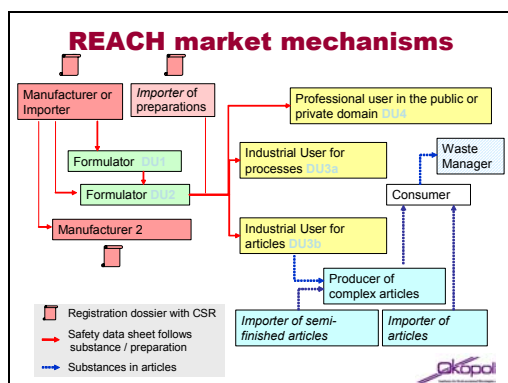 REACH market mechanisms
Manufacturer or
Importer
Importer of
preparations
Professional user in the public or
private domain DU4
Formulator DU1
Industrial User for
processes DU3a
Waste
Manager
Formulator DU2
Consumer
Manufacturer 2
Industrial User for
articles DU3b
Producer of
complex articles
Importer of semi-
finished articles
Importer of
articles
Registration dossier with CSR
Safety data sheet follows
substance / preparation
Substances in articles
Ökopol